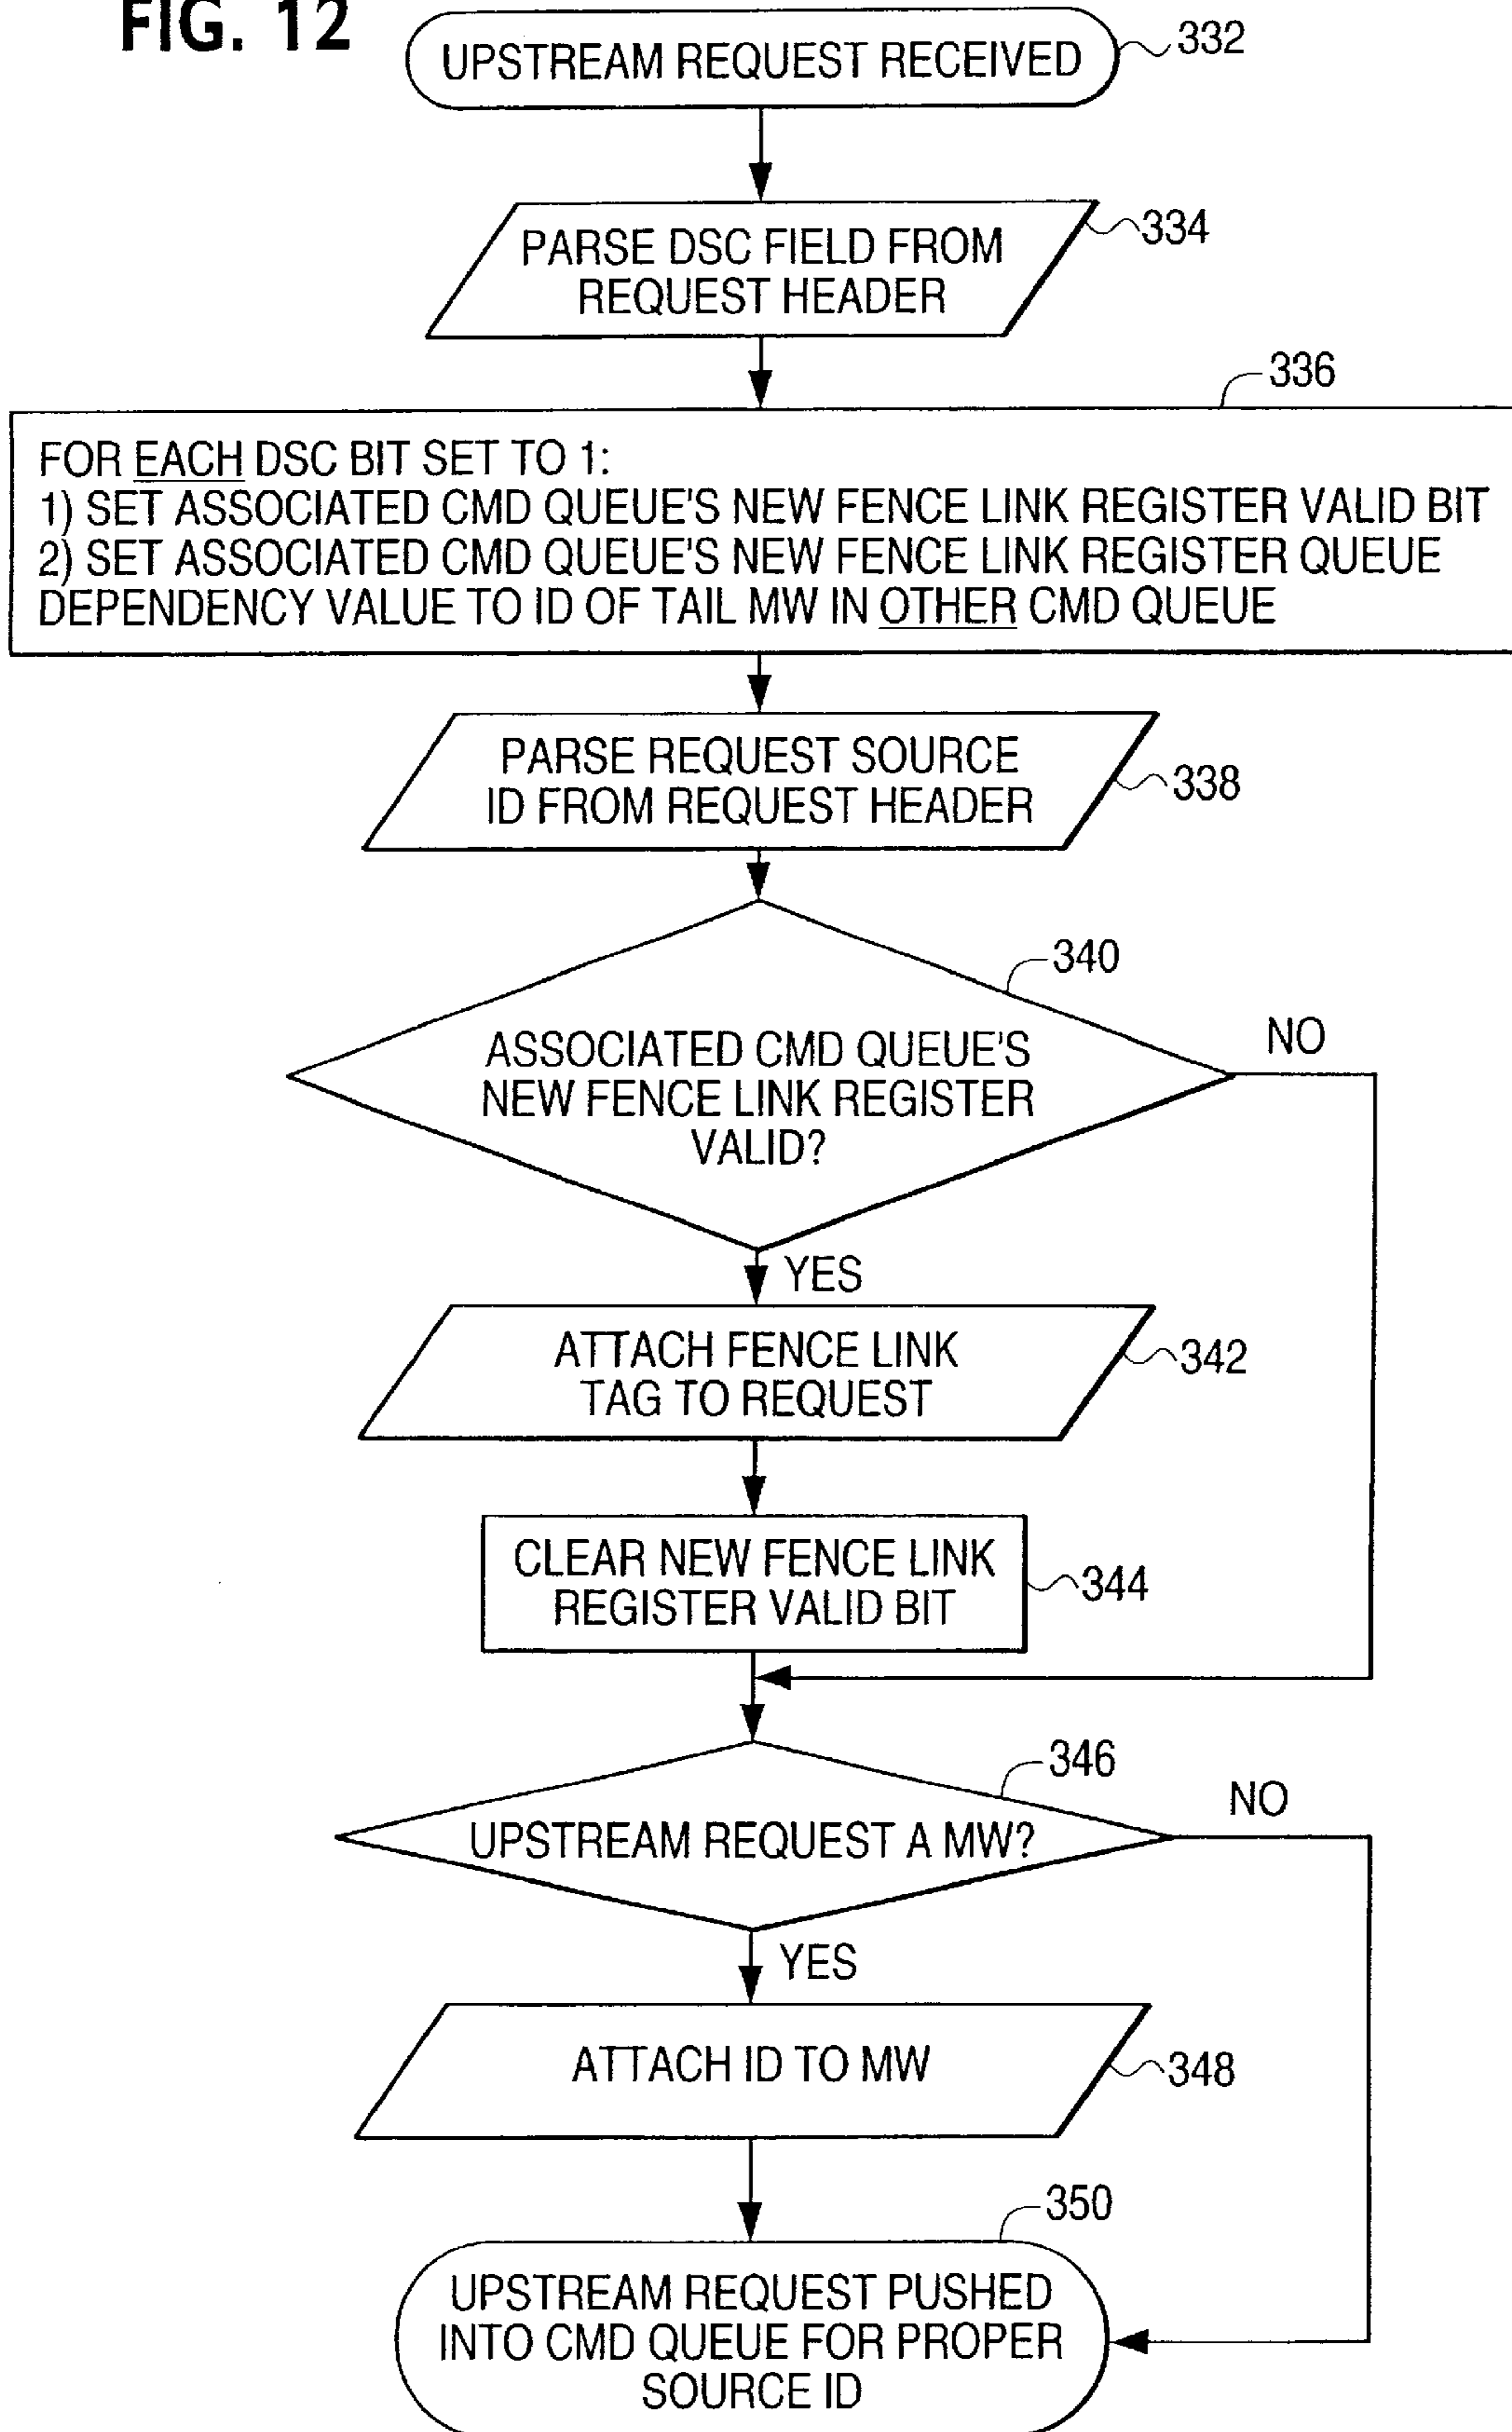 FIG. 12
UPSTREAM REQUEST RECEIVED
332
PARSE DSC FIELD FROM
REQUEST HEADER
334
336
FOR EACH DSC BIT SET TO 1:
1) SET ASSOCIATED CMD QUEUE'S NEW FENCE LINK REGISTER VALID BIT
2) SET ASSOCIATED CMD QUEUE'S NEW FENCE LINK REGISTER QUEUE
DEPENDENCY VALUE TO ID OF TAIL MW IN OTHER CMD QUEUE
PARSE REQUEST SOURCE
ID FROM REQUEST HEADER
338
340
ASSOCIATED CMD QUEUE'S
NEW FENCE LINK REGISTER
VALID?
NO
YES
ATTACH FENCE LINK
TAG TO REQUEST
342
CLEAR NEW FENCE LINK
REGISTER VALID BIT
344
346
UPSTREAM REQUEST A MW?
NO
YES
ATTACH ID TO MW
348
350
UPSTREAM REQUEST PUSHED
INTO CMD QUEUE FOR PROPER
SOURCE ID